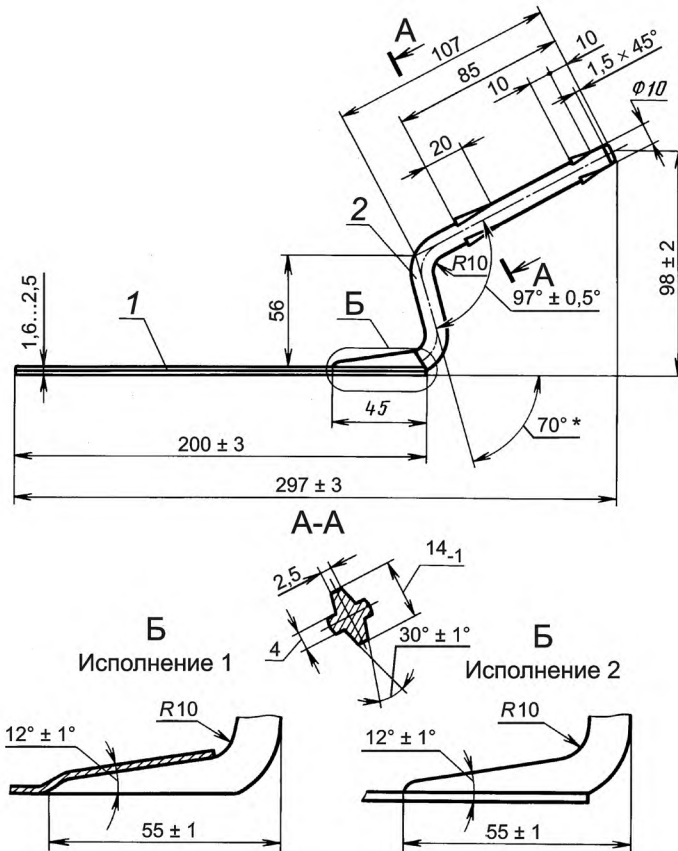 А
107
85
10
10
1,5 × 45°
Ф10
20
2
R10
А
97° ± 0,5°
98 ± 2
56
Б
1
1,6...2,5
45
70° *
200 ± 3
297 ± 3
А-А
2,5
14₋₁
4
30° ± 1°
Б
Исполнение 1
R10
12° ± 1°
55 ± 1
Б
Исполнение 2
R10
12° ± 1°
55 ± 1